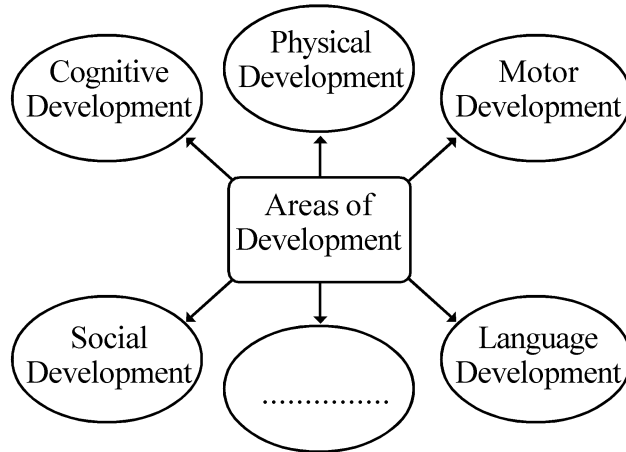 Cognitive
Development
Physical
Development
Motor
Development
Areas of
Development
Social
Development
...............
Language
Development